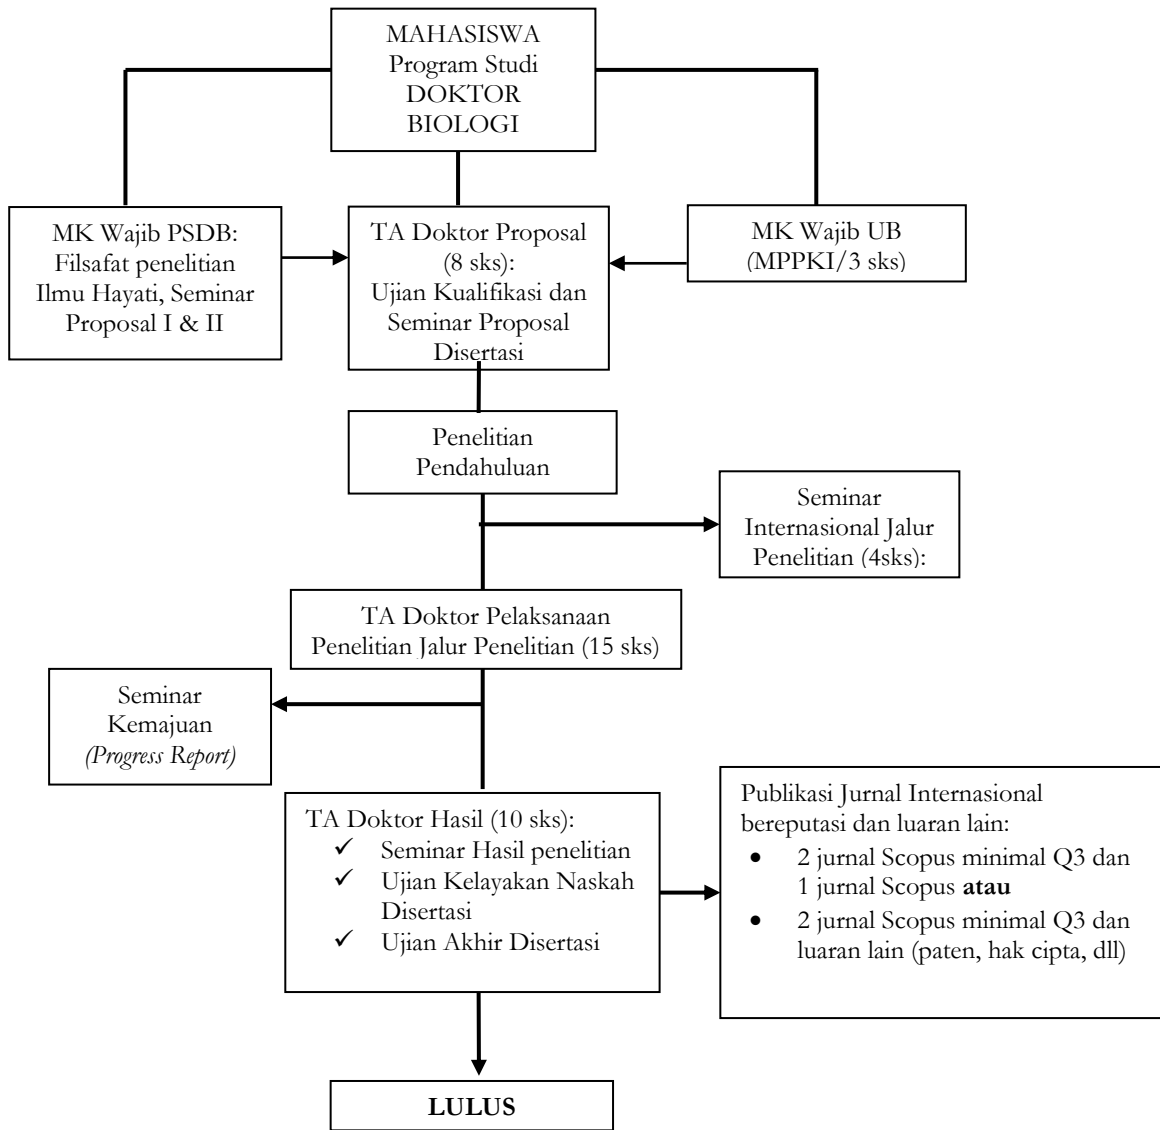 MAHASISWA
Program Studi
DOKTOR
BIOLOGI
MK Wajib PSDB:
Filsafat penelitian
Ilmu Hayati, Seminar
Proposal I & II
TA Doktor Proposal
(8 sks):
Ujian Kualifikasi dan
Seminar Proposal
Disertasi
MK Wajib UB
(MPPKI/3 sks)
Penelitian
Pendahuluan
Seminar
Internasional Jalur
Penelitian (4sks):
TA Doktor Pelaksanaan
Penelitian Jalur Penelitian (15 sks)
Seminar
Kemajuan
(Progress Report)
TA Doktor Hasil (10 sks):
✓ Seminar Hasil penelitian
✓ Ujian Kelayakan Naskah
Disertasi
✓ Ujian Akhir Disertasi
Publikasi Jurnal Internasional
bereputasi dan luaran lain:
• 2 jurnal Scopus minimal Q3 dan
1 jurnal Scopus atau
• 2 jurnal Scopus minimal Q3 dan
luaran lain (paten, hak cipta, dll)
LULUS